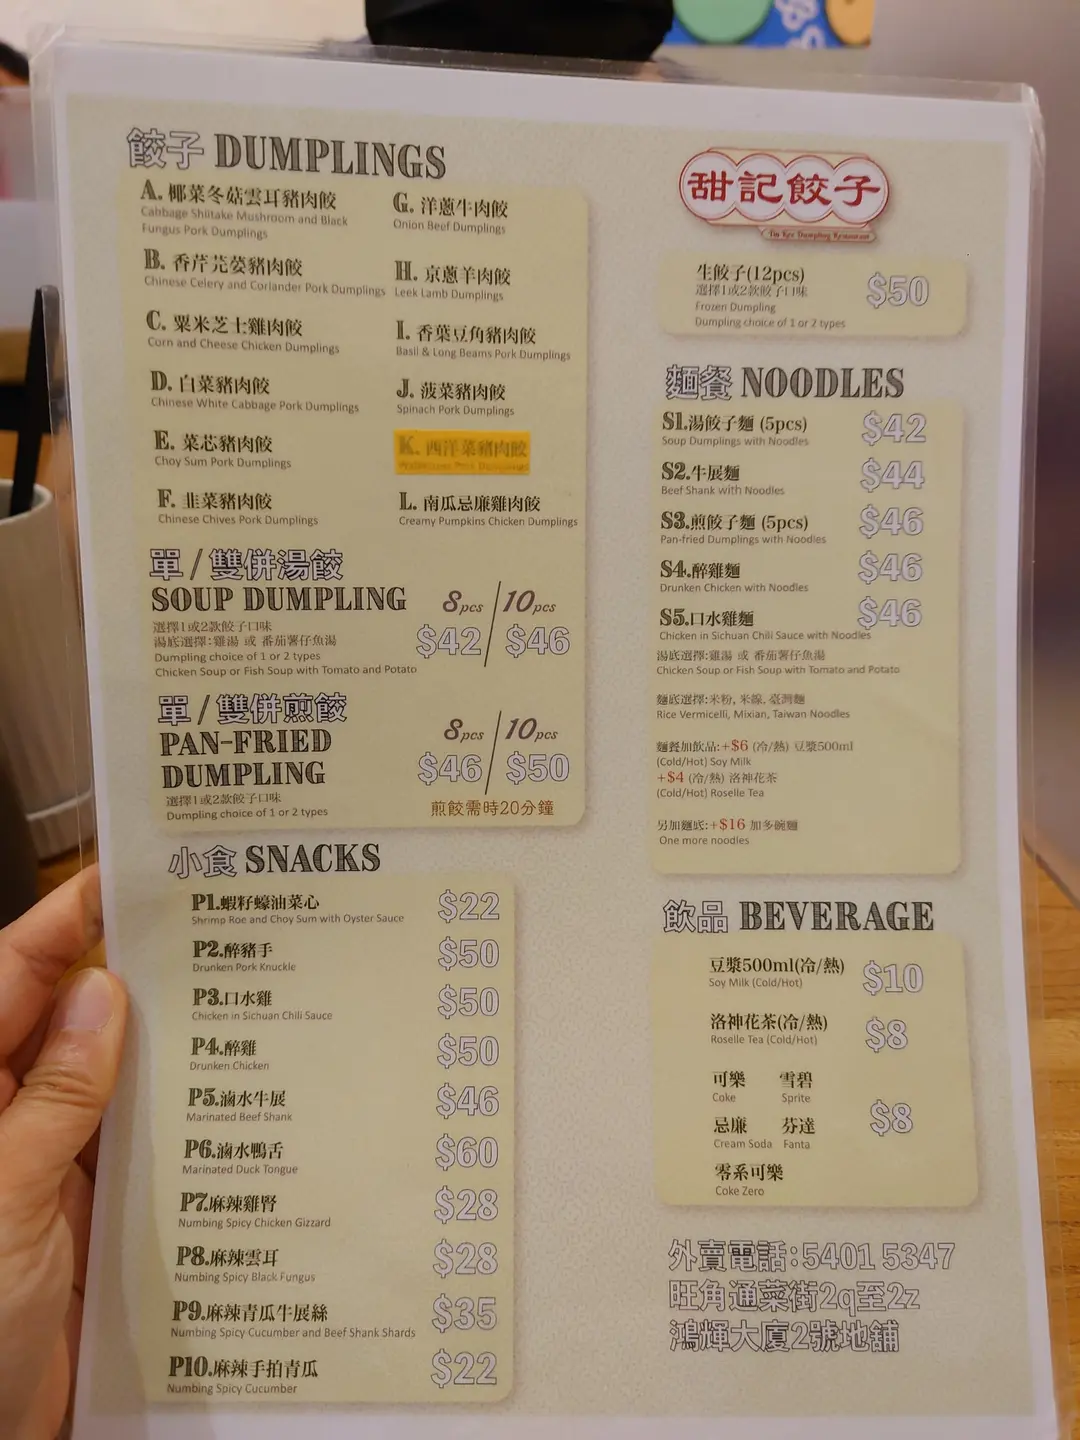 餃子 DUMPLINGS
A. 椰菜冬菇雲耳豬肉餃
Cabbage Shiitake Mushroom and Black
Fungus Pork Dumplings
B. 香芹芫荽豬肉餃
Chinese Celery and Coriander Pork Dumplings
C. 粟米芝士雞肉餃
Corn and Cheese Chicken Dumplings
D. 白菜豬肉餃
Chinese White Cabbage Pork Dumplings
E. 菜芯豬肉餃
Choy Sum Pork Dumplings
F. 韭菜豬肉餃
Chinese Chives Pork Dumplings
G. 洋蔥牛肉餃
Onion Beef Dumplings
H. 京蔥羊肉餃
Leek Lamb Dumplings
I. 香葉豆角豬肉餃
Basil & Long Beams Pork Dumplings
J. 菠菜豬肉餃
Spinach Pork Dumplings
K. 西洋菜豬肉餃
Pork Dumplings
L. 南瓜忌廉雞肉餃
Creamy Pumpkins Chicken Dumplings
單/雙併湯餃
SOUP DUMPLING
8pcs/10pcs
$42 $46
選擇1或2款餃子口味
湯底選擇:雞湯 或 番茄薯仔魚湯
Dumpling choice of 1 or 2 types
Chicken Soup or Fish Soup with Tomato and Potato
單/雙併煎餃
PAN-FRIED
DUMPLING
8pcs/10pcs
$46 $50
選擇1或2款餃子口味
Dumpling choice of 1 or 2 types
煎餃需時20分鐘
小食 SNACKS
P1.蝦籽蠔油菜心 $22
Shrimp Roe and Choy Sum with Oyster Sauce
P2.醉豬手 $50
Drunken Pork Knuckle
P3.口水雞 $50
Chicken in Sichuan Chili Sauce
P4.醉雞 $50
Drunken Chicken
P5.滷水牛展 $46
Marinated Beef Shank
P6.滷水鴨舌 $60
Marinated Duck Tongue
P7.麻辣雞腎 $28
Numbing Spicy Chicken Gizzard
P8.麻辣雲耳 $28
Numbing Spicy Black Fungus
P9.麻辣青瓜牛展絲 $35
Numbing Spicy Cucumber and Beef Shank Shards
P10.麻辣手拍青瓜 $22
Numbing Spicy Cucumber
甜記餃子
Tim Kee Dumpling Restaurant
生餃子(12pcs) $50
選擇1或2款餃子口味
Frozen Dumpling
Dumpling choice of 1 or 2 types
麵餐 NOODLES
S1.湯餃子麵 (5pcs) $42
Soup Dumplings with Noodles
S2.牛展麵 $44
Beef Shank with Noodles
S3.煎餃子麵 (5pcs) $46
Pan-fried Dumplings with Noodles
S4.醉雞麵 $46
Drunken Chicken with Noodles
S5.口水雞麵 $46
Chicken in Sichuan Chili Sauce with Noodles
湯底選擇:雞湯 或 番茄薯仔魚湯
Chicken Soup or Fish Soup with Tomato and Potato
麵底選擇:米粉, 米線, 臺灣麵
Rice Vermicelli, Mixian, Taiwan Noodles
麵餐加飲品:+$6 (冷/熱) 豆漿500ml
(Cold/Hot) Soy Milk
+$4 (冷/熱) 洛神花茶
(Cold/Hot) Roselle Tea
另加麵底:+$16 加多碗麵
One more noodles
飲品 BEVERAGE
豆漿500ml(冷/熱) $10
Soy Milk (Cold/Hot)
洛神花茶(冷/熱) $8
Roselle Tea (Cold/Hot)
可樂 雪碧
Coke Sprite
$8
忌廉 芬達
Cream Soda Fanta
零系可樂
Coke Zero
外賣電話:5401 5347
旺角通菜街2q至2z
鴻輝大廈2號地舖